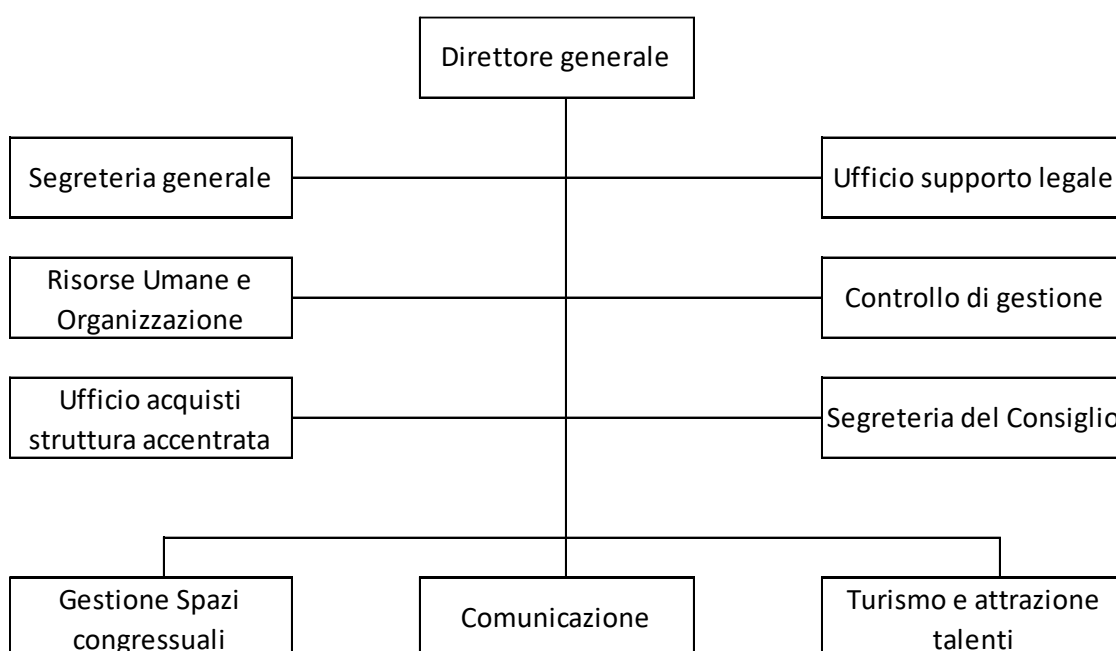 Direttore generale
Segreteria generale
Ufficio supporto legale
Risorse Umane e
Organizzazione
Controllo di gestione
Ufficio acquisti
struttura accentrata
Segreteria del Consiglio
Gestione Spazi
congressuali
Comunicazione
Turismo e attrazione
talenti